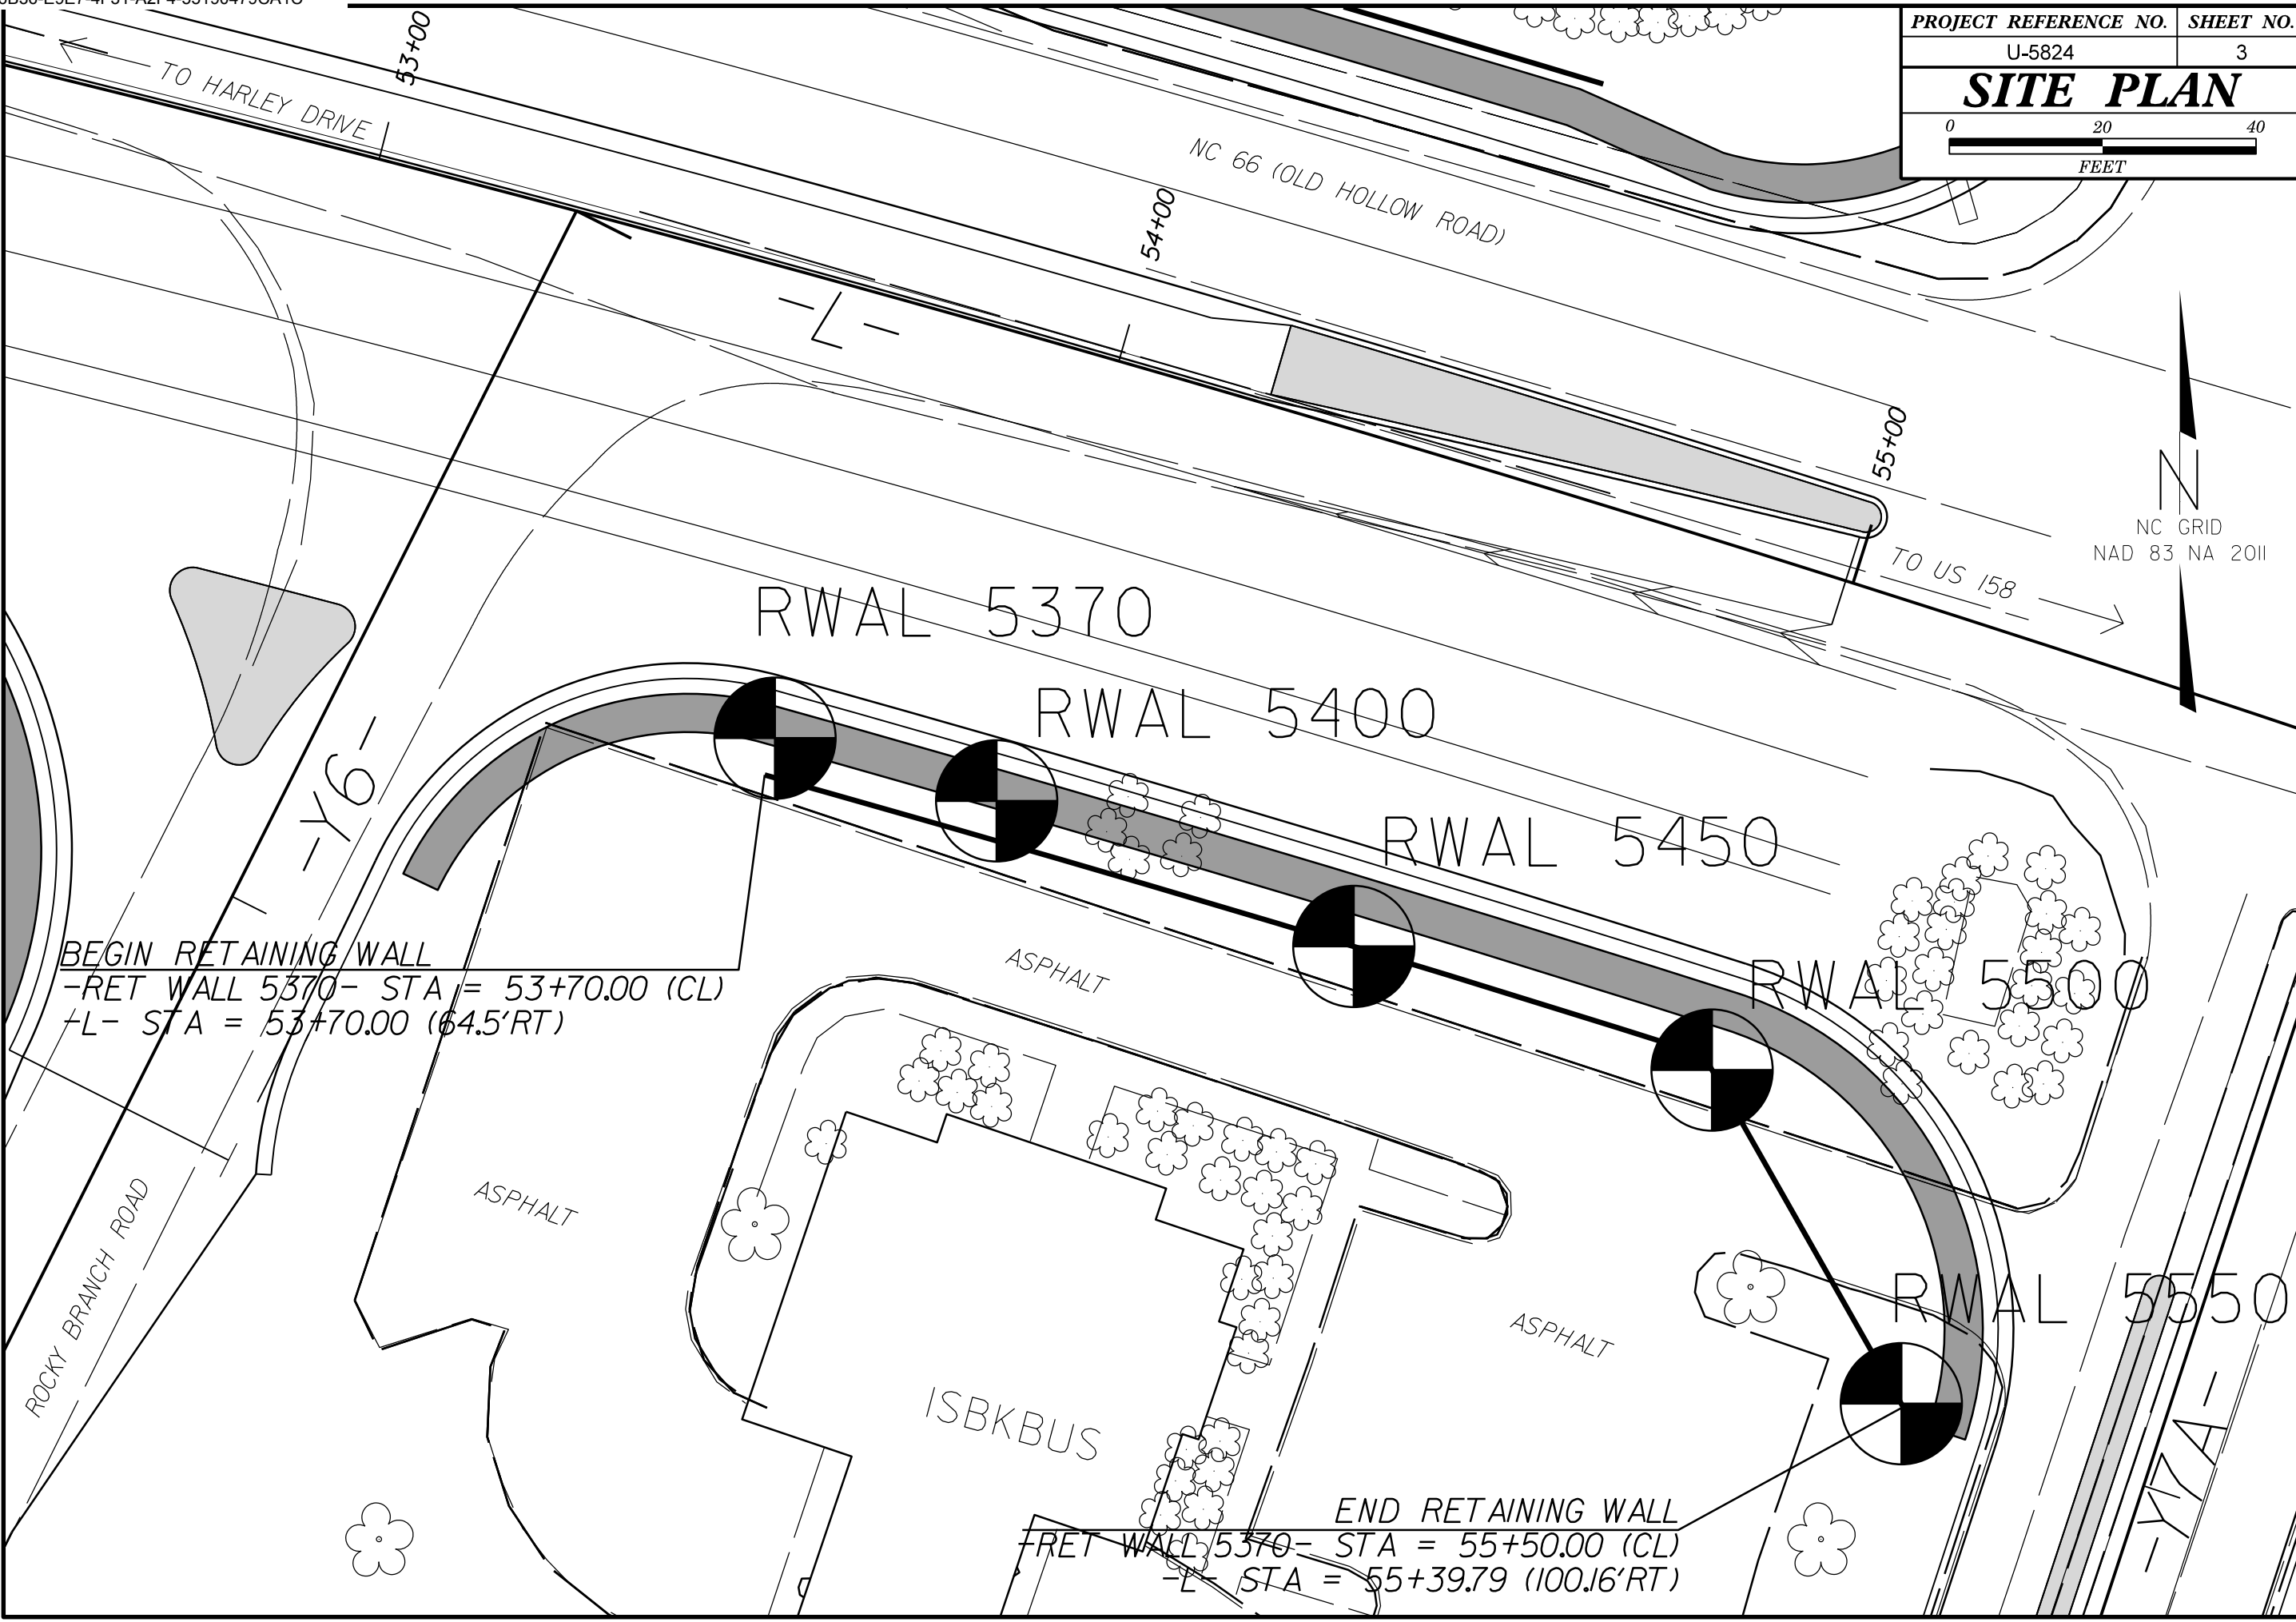 PROJECT REFERENCE NO.
SHEET NO.
U-5824
3
SITE PLAN
0 20 40
FEET
53+00
TO HARLEY DRIVE
NC 66 (OLD HOLLOW ROAD)
54+00
-L-
55+00
N
NC GRID
NAD 83 NA 2011
TO US 158
RWAL 5370
RWAL 5400
RWAL 5450
-Y6-
RWAL 5500
BEGIN RETAINING WALL
-RET WALL 5370- STA = 53+70.00 (CL)
-L- STA = 53+70.00 (64.5'RT)
ASPHALT
ASPHALT
ROCKY BRANCH ROAD
RWAL 5550
ASPHALT
1SBKBUS
END RETAINING WALL
-RET WALL 5370- STA = 55+50.00 (CL)
-L- STA = 55+39.79 (100.16'RT)